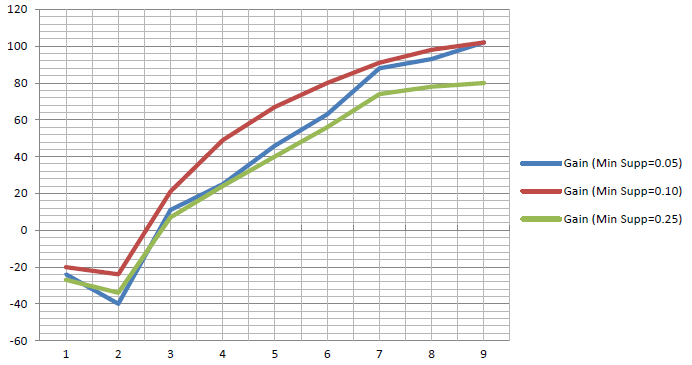 120
100
80
60
40
20
0
-20
-40
-60
1 2 3 4 5 6 7 8 9
Gain (Min Supp=0.05)
Gain (Min Supp=0.10)
Gain (Min Supp=0.25)